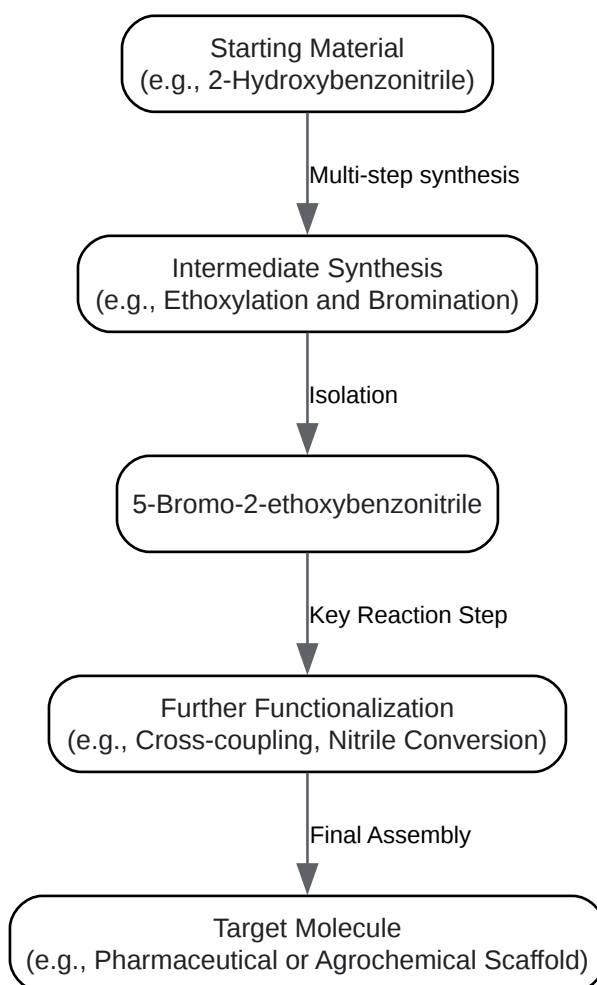 Starting Material
(e.g., 2-Hydroxybenzonitrile)
Multi-step synthesis
Intermediate Synthesis
(e.g., Ethoxylation and Bromination)
Isolation
5-Bromo-2-ethoxybenzonitrile
Key Reaction Step
Further Functionalization
(e.g., Cross-coupling, Nitrile Conversion)
Final Assembly
Target Molecule
(e.g., Pharmaceutical or Agrochemical Scaffold)